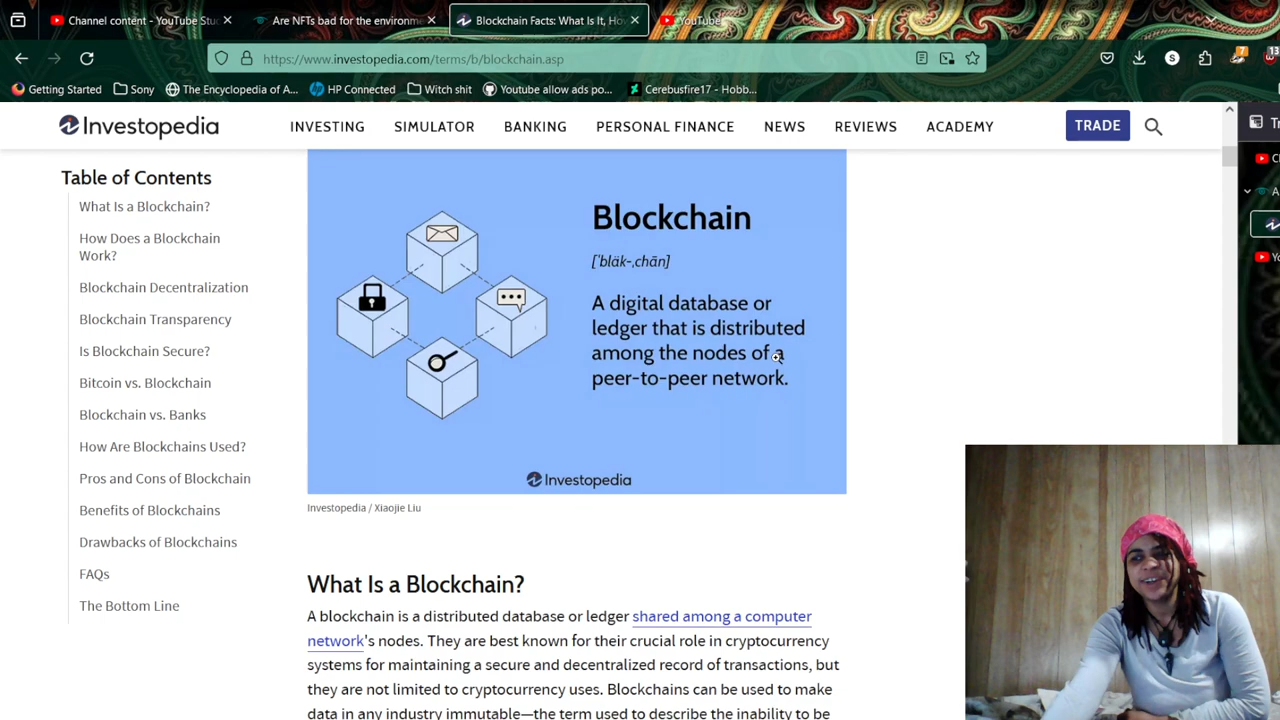 Channel content - YouTube Stu
Are NFTs bad for the environm
Blockchain Facts: What Is It, How
YouTube
https://www.investopedia.com/terms/b/blockchain.asp
S
7
13
Getting Started
Sony
The Encyclopedia of A...
HP Connected
Witch shit
Youtube allow ads po...
Cerebusfire17 - Hobb...
Investopedia
INVESTING
SIMULATOR
BANKING
PERSONAL FINANCE
NEWS
REVIEWS
ACADEMY
TRADE
Table of Contents
What Is a Blockchain?
How Does a Blockchain
Work?
Blockchain Decentralization
Blockchain Transparency
Is Blockchain Secure?
Bitcoin vs. Blockchain
Blockchain vs. Banks
How Are Blockchains Used?
Pros and Cons of Blockchain
Benefits of Blockchains
Drawbacks of Blockchains
FAQs
The Bottom Line
Blockchain
['bläk-,chān]
A digital database or
ledger that is distributed
among the nodes of a
peer-to-peer network.
Investopedia
Investopedia / Xiaojie Liu
What Is a Blockchain?
A blockchain is a distributed database or ledger shared among a computer
network's nodes. They are best known for their crucial role in cryptocurrency
systems for maintaining a secure and decentralized record of transactions, but
they are not limited to cryptocurrency uses. Blockchains can be used to make
data in any industry immutable—the term used to describe the inability to be